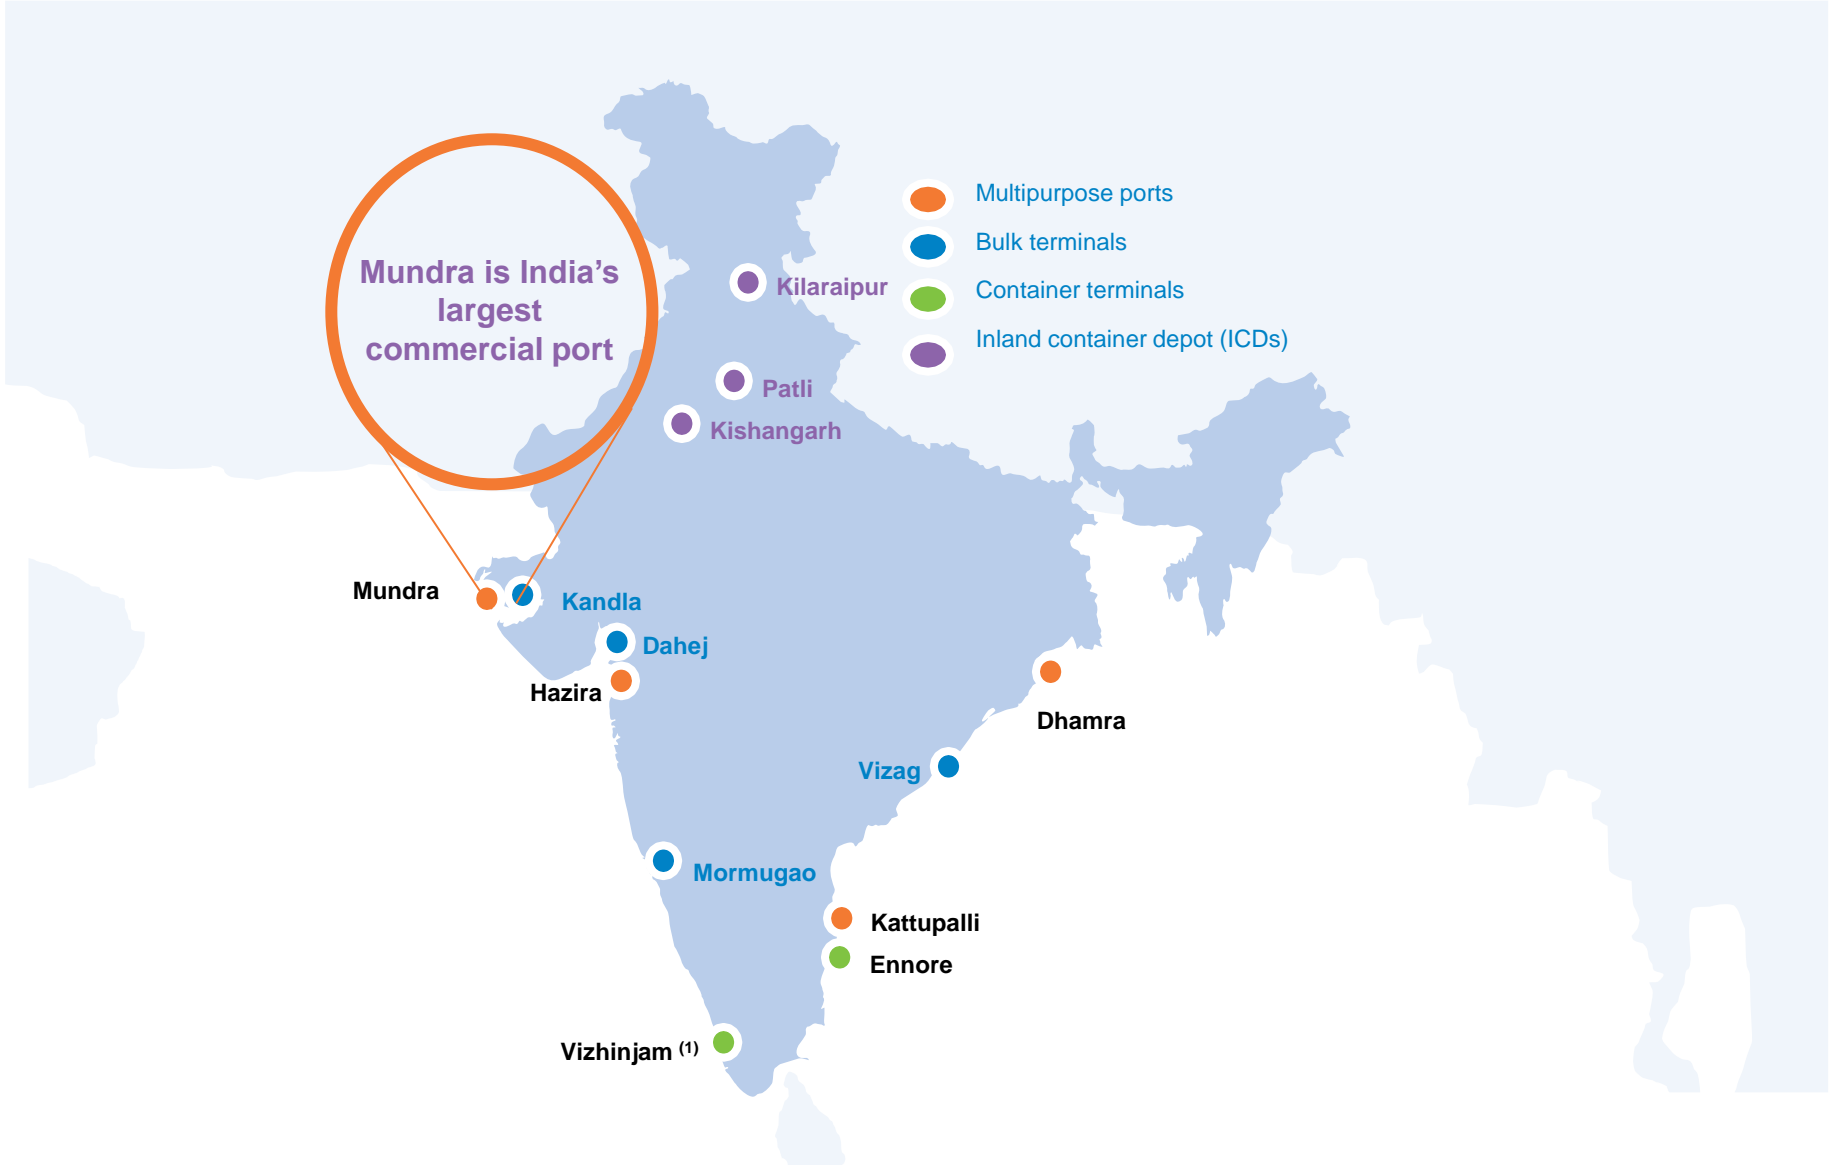 Multipurpose ports
Bulk terminals
Container terminals
Inland container depot (ICDs)
Mundra is India’s
largest
commercial port
Kilaraipur
Patli
Kishangarh
Mundra
Kandla
Dahej
Hazira
Dhamra
Vizag
Mormugao
Kattupalli
Ennore
Vizhinjam (1)